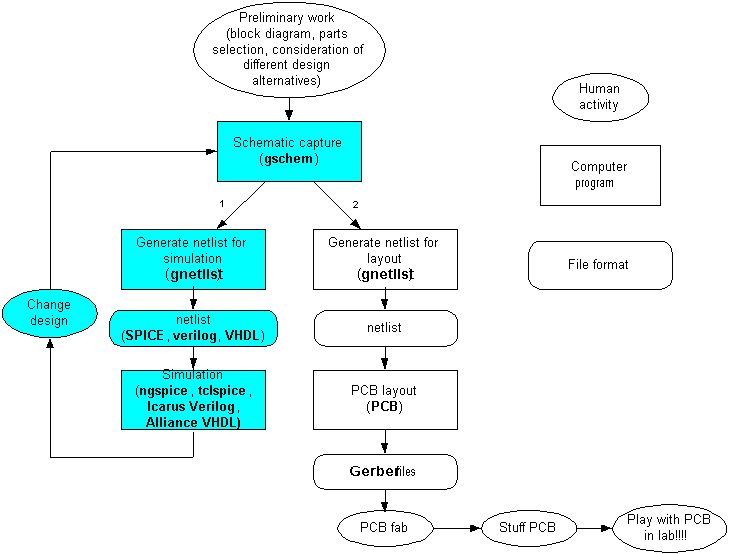 Preliminary work
(block diagram, parts
selection, consideration of
different design
alternatives)
Human
activity
Schematic capture
(gschem)
Computer
program
1
2
Generate netlist for
simulation
(gnetlist)
Generate netlist for
layout
(gnetlist)
File format
Change
design
netlist
(SPICE, verilog, VHDL)
netlist
Simulation
(ngspice, tclspice,
Icarus Verilog,
Alliance VHDL)
PCB layout
(PCB)
Gerber files
PCB fab
Stuff PCB
Play with PCB
in lab!!!!